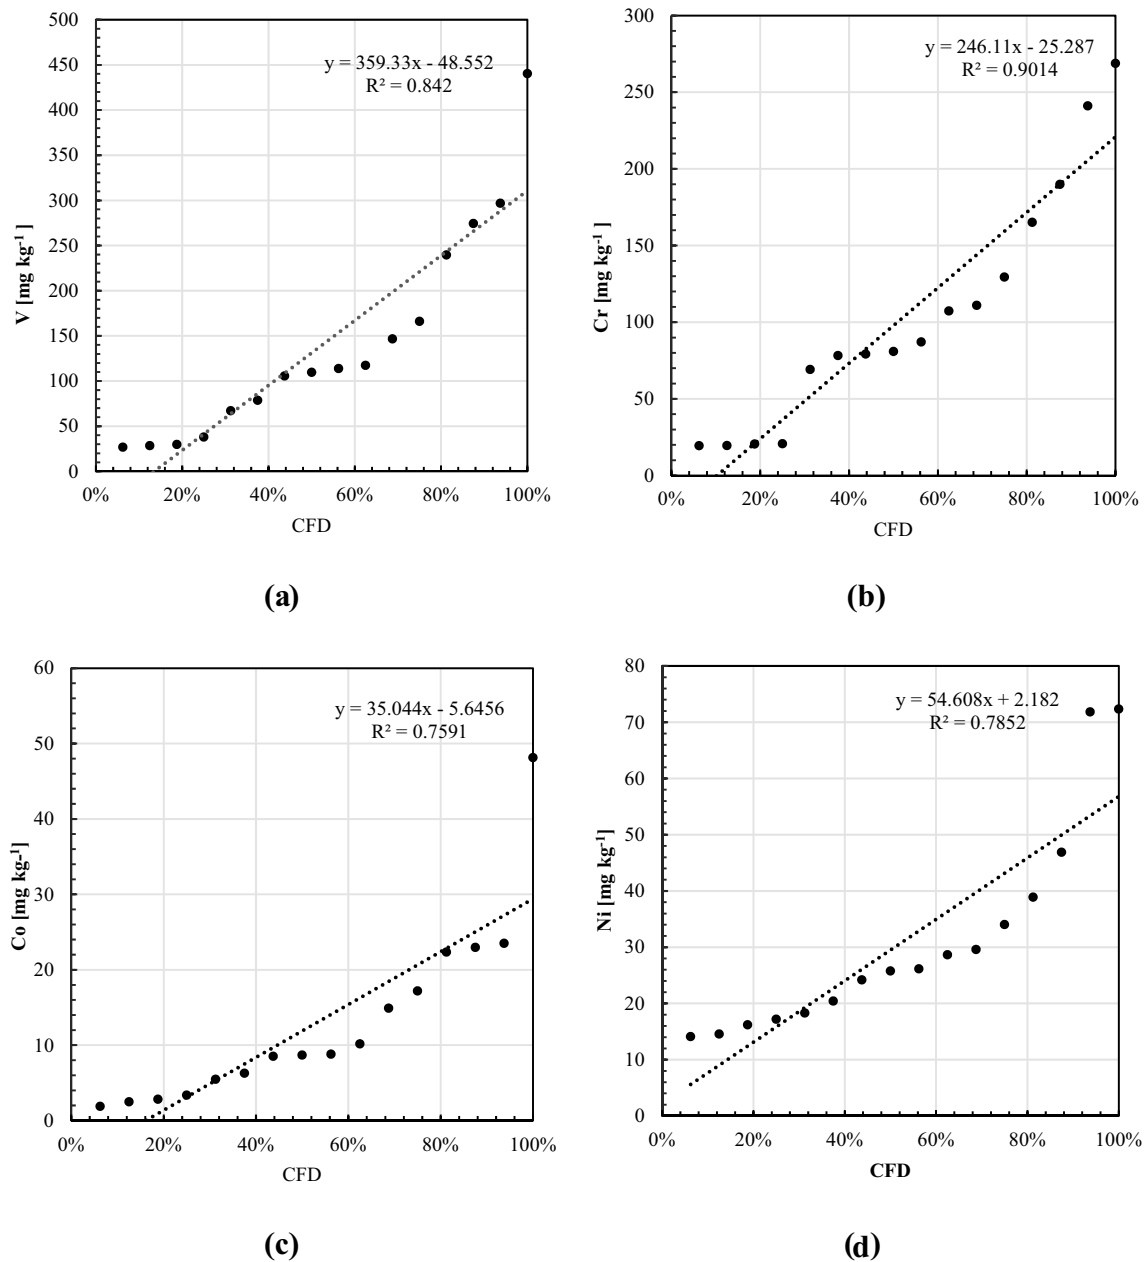 500
450
400
350
300
250
200
150
100
50
0
V [mg kg⁻¹ ]
y = 359.33x - 48.552
R² = 0.842
0% 20% 40% 60% 80% 100%
CFD
(a)
300
250
200
150
100
50
0
Cr [mg kg⁻¹ ]
y = 246.11x - 25.287
R² = 0.9014
0% 20% 40% 60% 80% 100%
CFD
(b)
60
50
40
30
20
10
0
Co [mg kg-¹]
y = 35.044x - 5.6456
R² = 0.7591
0% 20% 40% 60% 80% 100%
CFD
(c)
80
70
60
50
40
30
20
10
0
Ni [mg kg⁻¹]
y = 54.608x + 2.182
R² = 0.7852
0% 20% 40% 60% 80% 100%
CFD
(d)